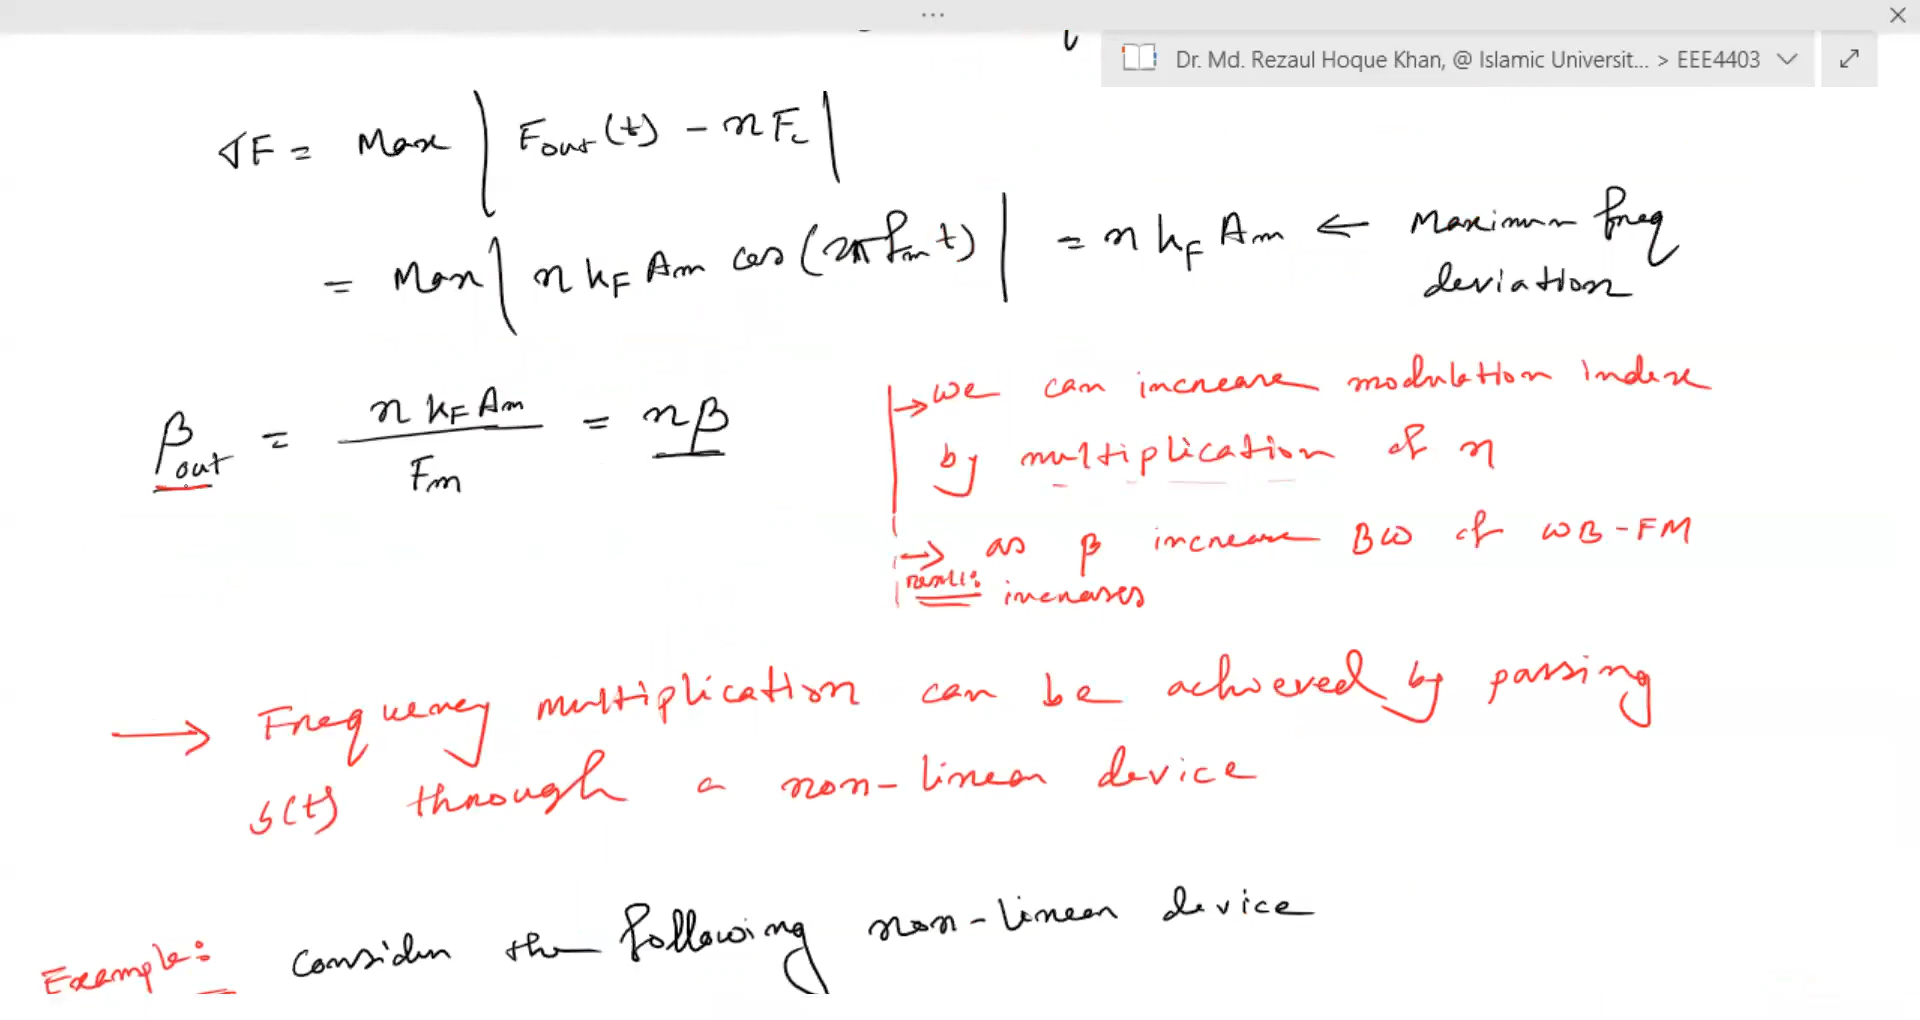 ...
Dr. Md. Rezaul Hoque Khan, @ Islamic Universit... > EEE4403
∇F = Max | Fout(t) - nFc |
= Max | n kF Am cos(2πfmt) | = n kF Am ← Maximum freq deviation
βout = n kF Am / Fm = nβ
→ we can increase modulation index
by multiplication of n
→ as β increase BW of WB-FM
result: increases
→ Frequency multiplication can be achieved by passing
s(t) through a non-linear device
Example: Consider the following non-linear device